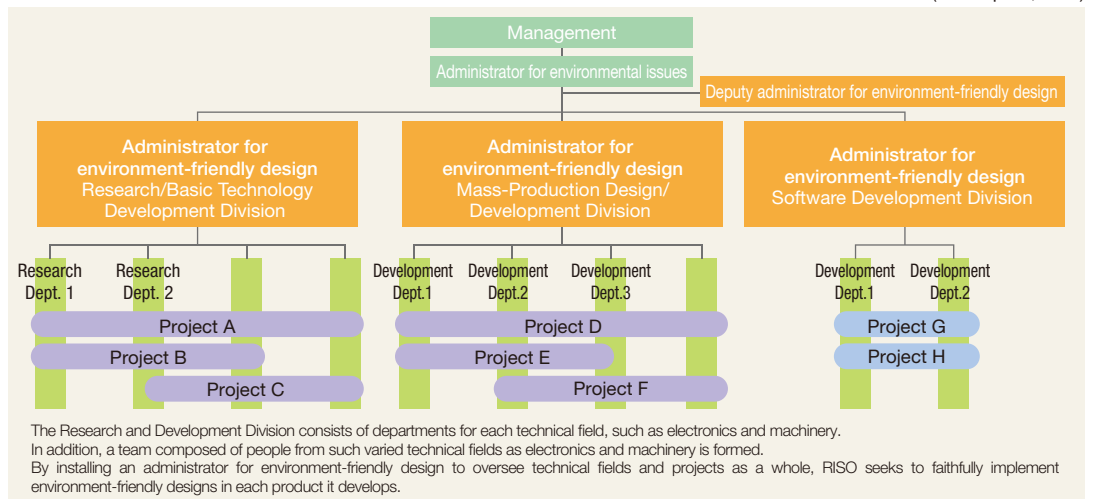 Management
Administrator for environmental issues
Deputy administrator for environment-friendly design
Administrator for
environment-friendly design
Research/Basic Technology
Development Division
Administrator for
environment-friendly design
Mass-Production Design/
Development Division
Administrator for
environment-friendly design
Software Development Division
Research
Dept. 1
Research
Dept. 2
Development
Dept.1
Development
Dept.2
Development
Dept.3
Development
Dept.1
Development
Dept.2
Project A
Project B
Project C
Project D
Project E
Project F
Project G
Project H
The Research and Development Division consists of departments for each technical field, such as electronics and machinery.
In addition, a team composed of people from such varied technical fields as electronics and machinery is formed.
By installing an administrator for environment-friendly design to oversee technical fields and projects as a whole, RISO seeks to faithfully implement
environment-friendly designs in each product it develops.